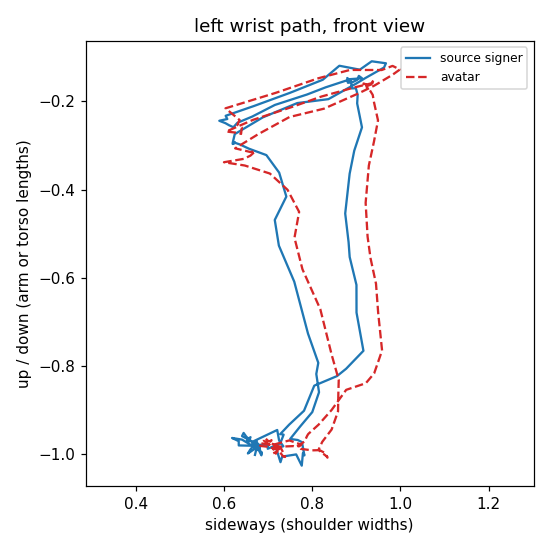 left wrist path, front view
source signer
avatar
−0.2
−0.4
−0.6
−0.8
−1.0
up / down (arm or torso lengths)
0.4 0.6 0.8 1.0 1.2
sideways (shoulder widths)